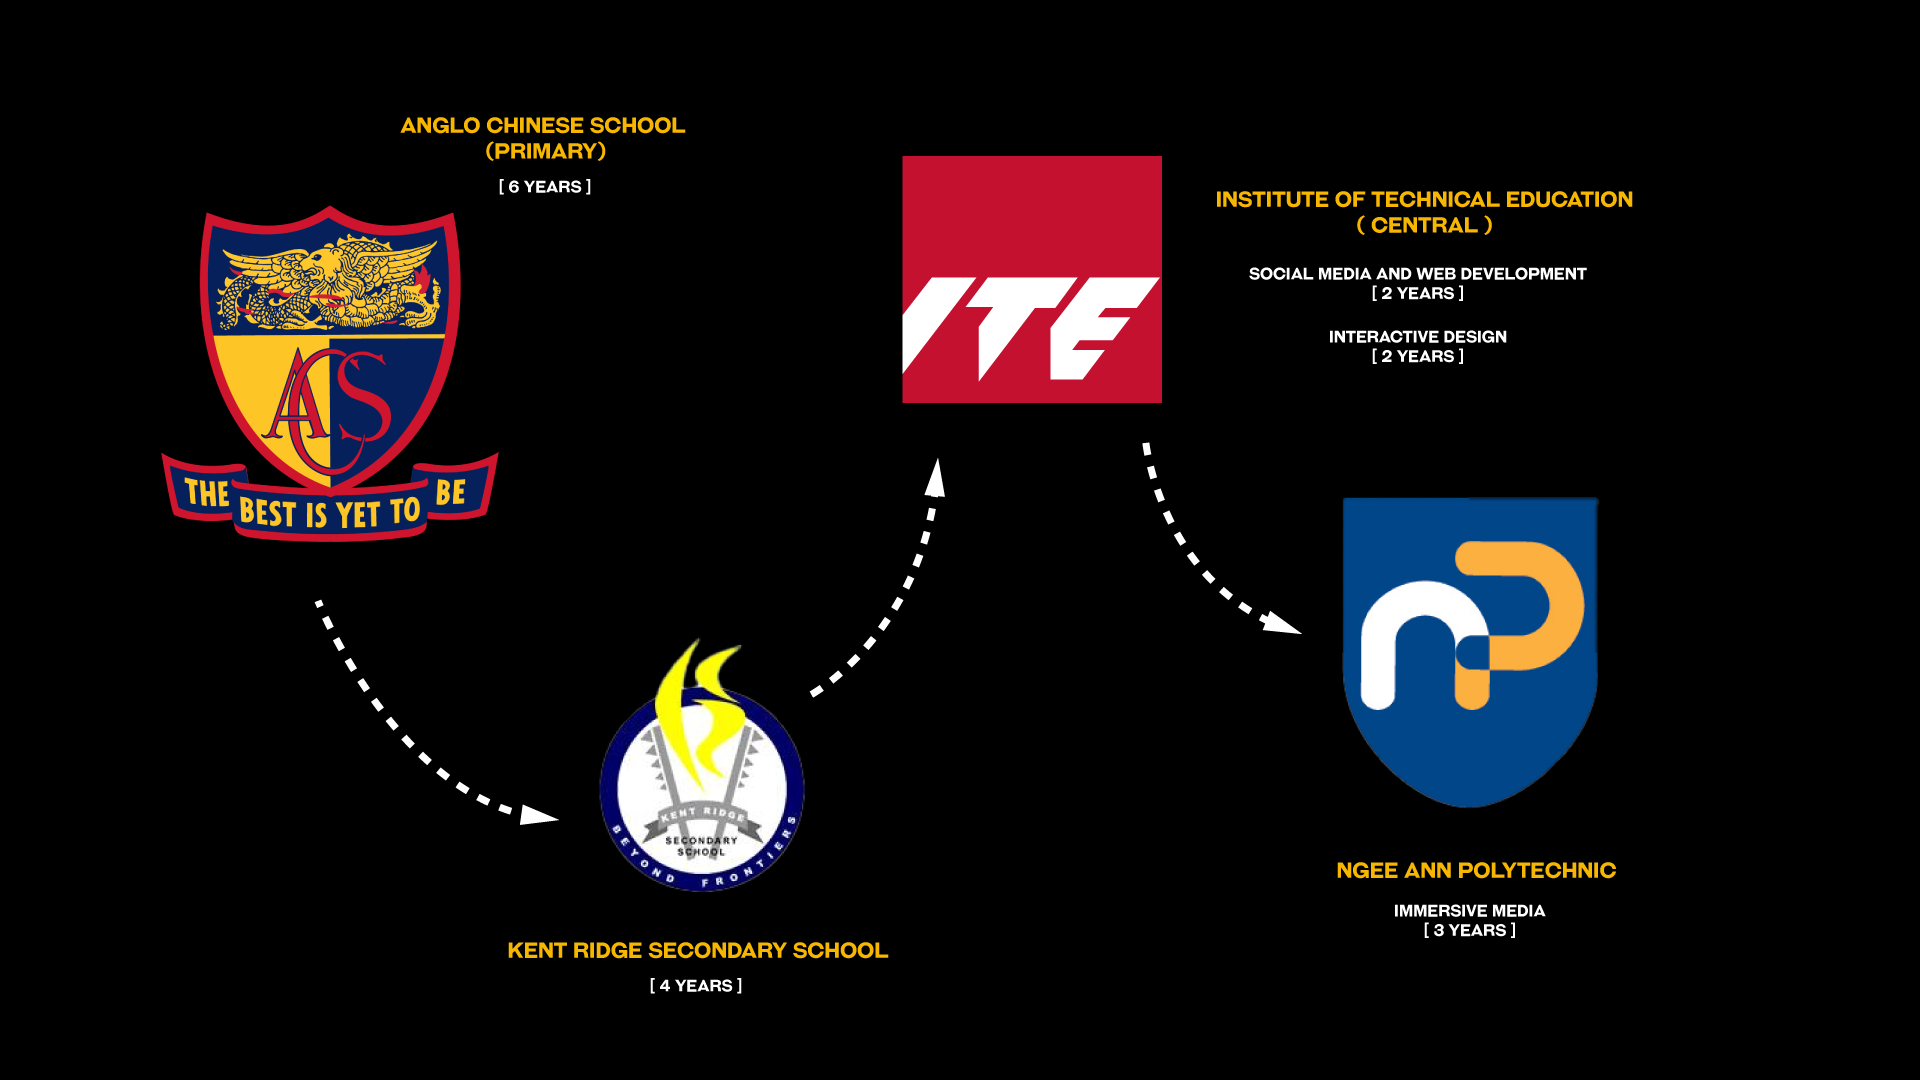 ANGLO CHINESE SCHOOL
(PRIMARY)
[ 6 YEARS ]
ACS
THE BEST IS YET TO BE
KENT RIDGE
SECONDARY
SCHOOL
BEYOND FRONTIERS
KENT RIDGE SECONDARY SCHOOL
[ 4 YEARS ]
ITE
INSTITUTE OF TECHNICAL EDUCATION
( CENTRAL )
SOCIAL MEDIA AND WEB DEVELOPMENT
[ 2 YEARS ]
INTERACTIVE DESIGN
[ 2 YEARS ]
nP
NGEE ANN POLYTECHNIC
IMMERSIVE MEDIA
[ 3 YEARS ]